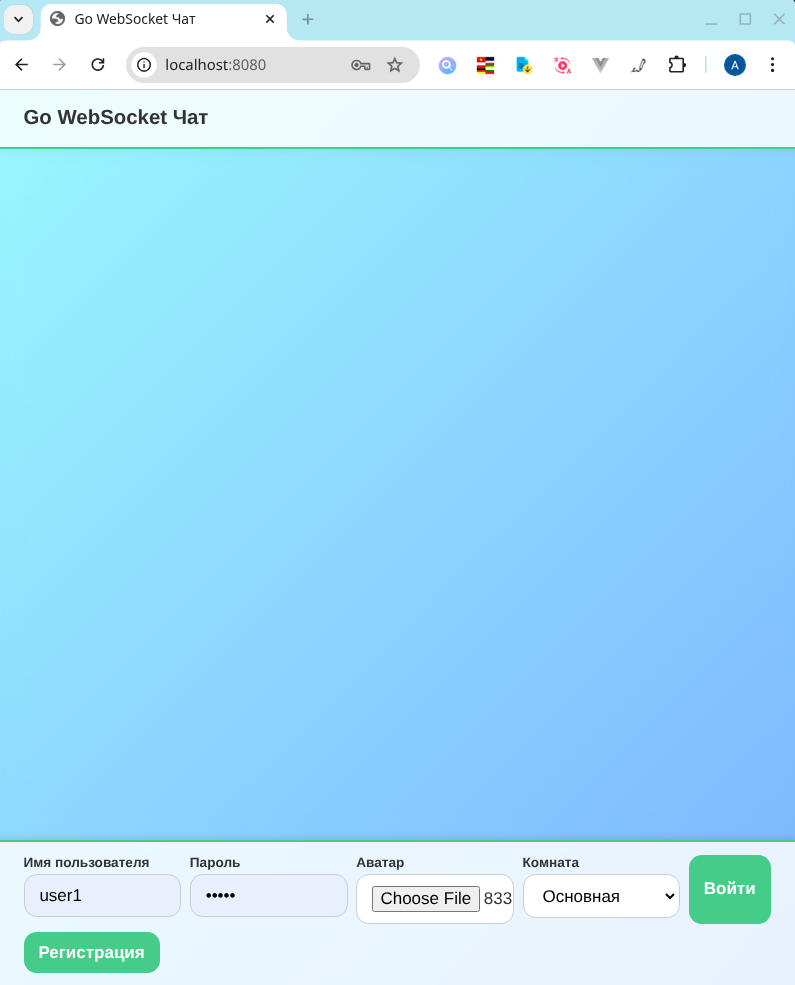 Go WebSocket Чат
localhost:8080
A
Go WebSocket Чат
Имя пользователя Пароль Аватар Комната
user1 ••••• Choose File 833 Основная Войти
Регистрация